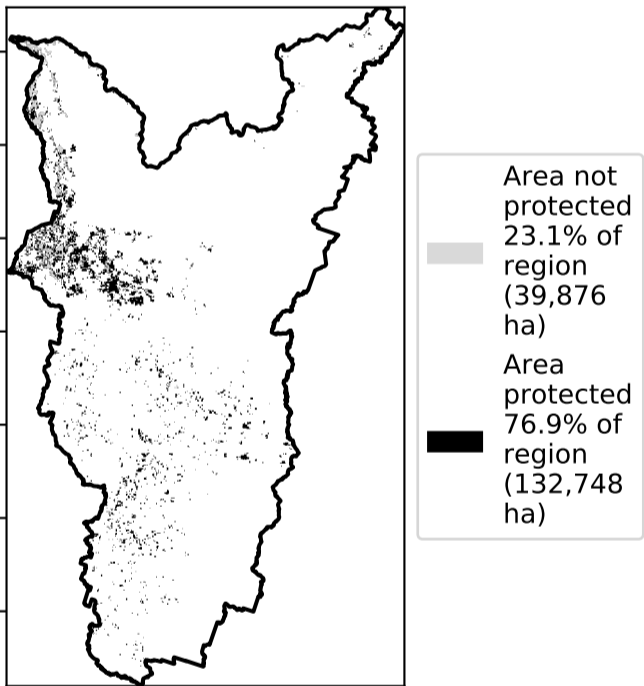 Area not
protected
23.1% of
region
(39,876
ha)
Area
protected
76.9% of
region
(132,748
ha)